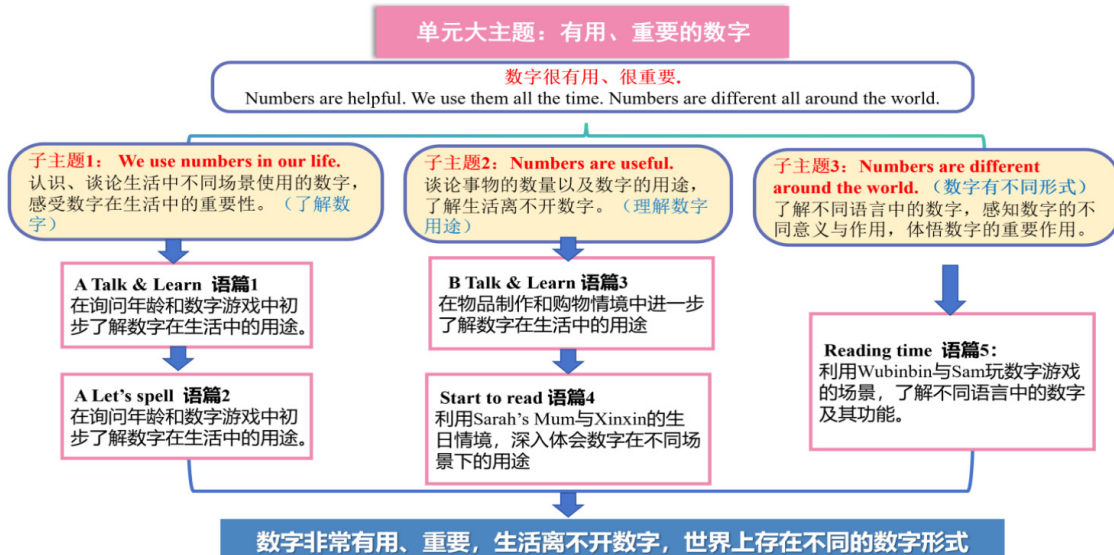 单元大主题：有用、重要的数字
数字很有用、很重要.
Numbers are helpful. We use them all the time. Numbers are different all around the world.
子主题1： We use numbers in our life.
认识、谈论生活中不同场景使用的数字，
感受数字在生活中的重要性。（了解数
字）
A Talk & Learn 语篇1
在询问年龄和数字游戏中初
步了解数字在生活中的用途。
A Let's spell 语篇2
在询问年龄和数字游戏中初
步了解数字在生活中的用途。
子主题2：Numbers are useful.
谈论事物的数量以及数字的用途，
了解生活离不开数字。（理解数字
用途）
B Talk & Learn 语篇3
在物品制作和购物情境中进一步
了解数字在生活中的用途
Start to read 语篇4
利用Sarah's Mum与Xinxin的生
日情境，深入体会数字在不同场
景下的用途
子主题3：Numbers are different
around the world.（数字有不同形式）
了解不同语言中的数字，感知数字的不
同意义与作用，体悟数字的重要作用。
Reading time 语篇5：
利用Wubinbin与Sam玩数字游戏
的场景，了解不同语言中的数字
及其功能。
数字非常有用、重要，生活离不开数字，世界上存在不同的数字形式